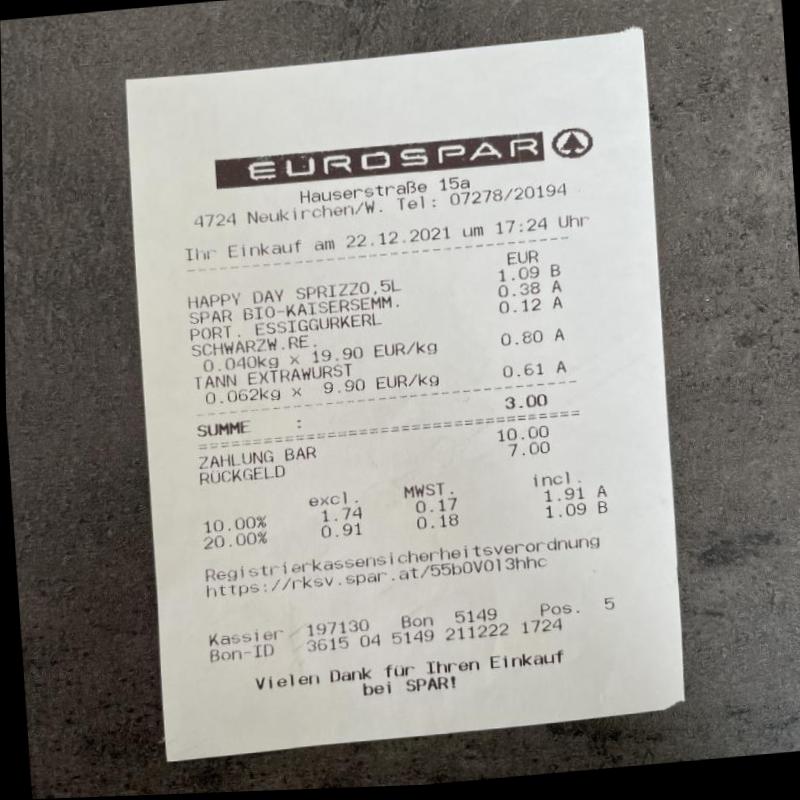 EUROSPAR
Hauserstraße 15a
4724 Neukirchen/W. Tel: 07278/20194
Ihr Einkauf am 22.12.2021 um 17:24 Uhr
EUR
HAPPY DAY SPRIZZO,5L 1.09 B
SPAR BIO-KAISERSEMM. 0.38 A
PORT. ESSIGGURKERL 0.12 A
SCHWARZW.RE.
0.040kg x 19.90 EUR/kg 0.80 A
TANN EXTRAWURST
0.062kg x 9.90 EUR/kg 0.61 A
SUMME : 3.00
ZAHLUNG BAR 10.00
RÜCKGELD 7.00
excl. MWST. incl.
10.00% 1.74 0.17 1.91 A
20.00% 0.91 0.18 1.09 B
Registrierkassensicherheitsverordnung
https://rksv.spar.at/55b0V0l3hhc
Kassier 197130 Bon 5149 Pos. 5
Bon-ID 3615 04 5149 211222 1724
Vielen Dank für Ihren Einkauf
bei SPAR!